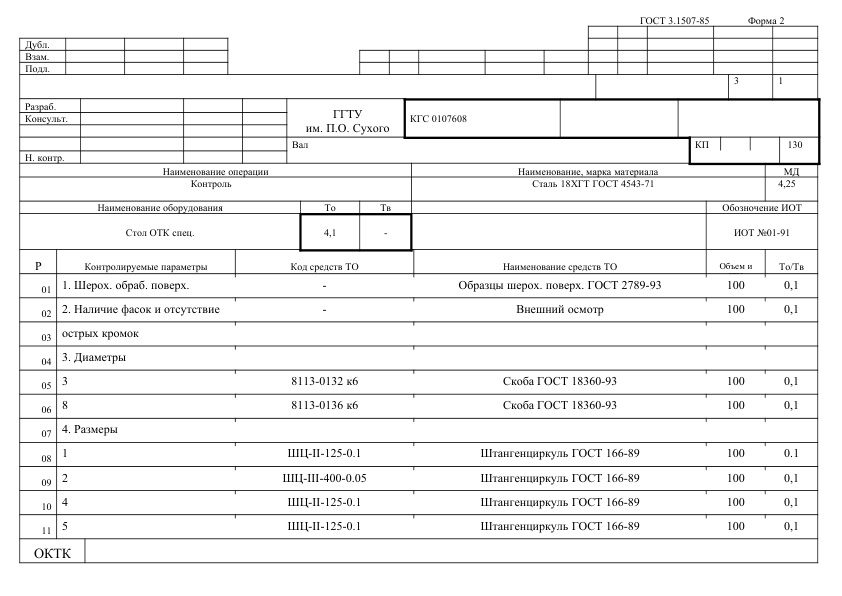 ГОСТ 3.1507-85 Форма 2
Дубл.
Взам.
Подл.
3 1
Разраб.
Консульт.
Н. контр.
ГГТУ
им. П.О. Сухого
КГС 0107608
Вал
КП 130
Наименование операции Наименование, марка материала МД
Контроль Сталь 18ХГТ ГОСТ 4543-71 4,25
Наименование оборудования То Тв Обозначение ИОТ
Стол ОТК спец. 4,1 - ИОТ №01-91
Р Контролируемые параметры Код средств ТО Наименование средств ТО Объем и То/Тв
01 1. Шерох. обраб. поверх. - Образцы шерох. поверх. ГОСТ 2789-93 100 0,1
02 2. Наличие фасок и отсутствие - Внешний осмотр 100 0,1
03 острых кромок
04 3. Диаметры
05 3 8113-0132 к6 Скоба ГОСТ 18360-93 100 0,1
06 8 8113-0136 к6 Скоба ГОСТ 18360-93 100 0,1
07 4. Размеры
08 1 ШЦ-II-125-0.1 Штангенциркуль ГОСТ 166-89 100 0.1
09 2 ШЦ-III-400-0.05 Штангенциркуль ГОСТ 166-89 100 0,1
10 4 ШЦ-II-125-0.1 Штангенциркуль ГОСТ 166-89 100 0,1
11 5 ШЦ-II-125-0.1 Штангенциркуль ГОСТ 166-89 100 0,1
ОКТК